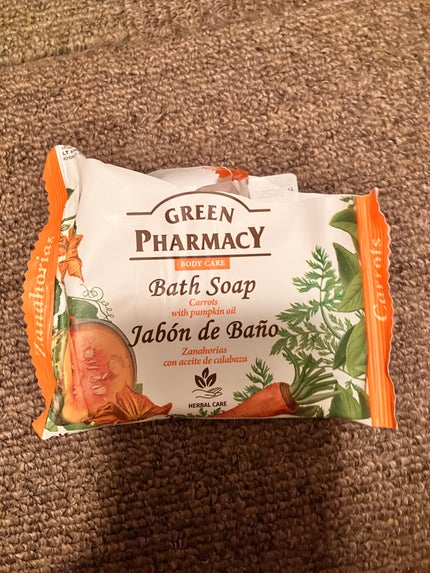 GREEN
PHARMACY
BODY CARE
Bath Soap
Carrots
with pumpkin oil
Jabón de Baño
Zanahorias
con aceite de calabaza
HERBAL CARE
Zanahorias
Carrots